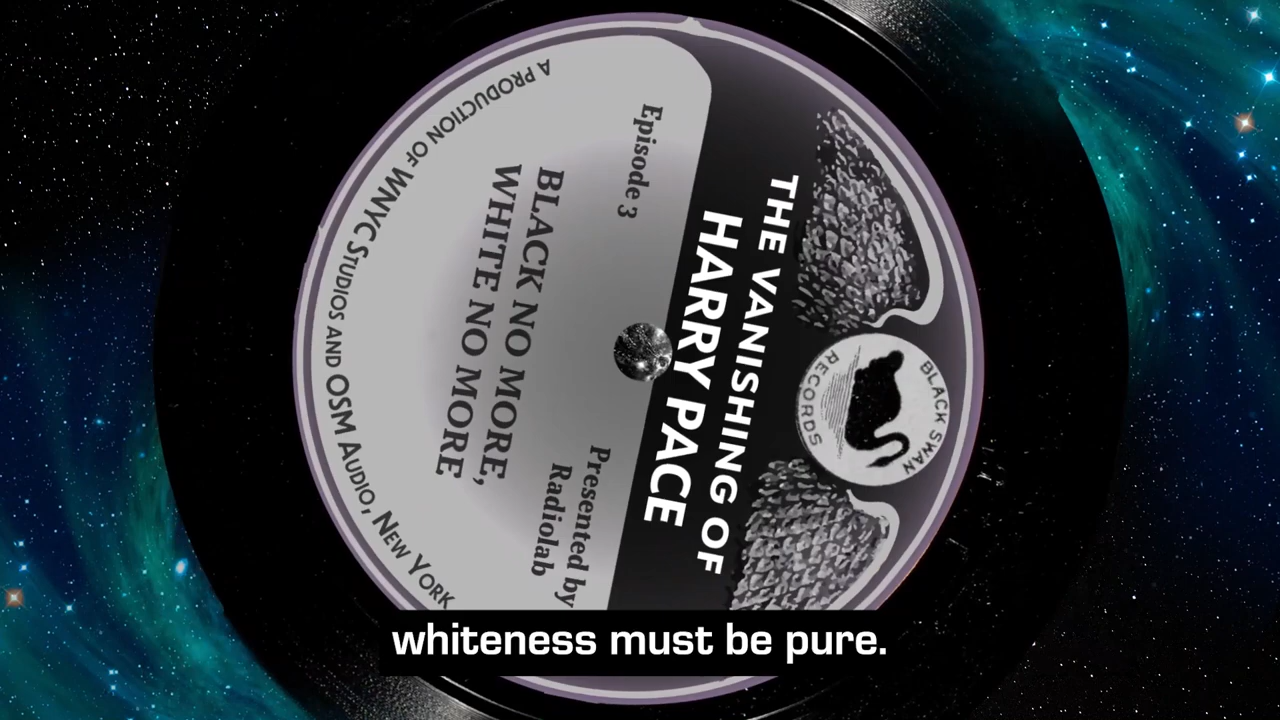 BLACK SWAN
RECORDS
THE VANISHING OF
HARRY PACE
Episode 3
Presented by
Radiolab
BLACK NO MORE,
WHITE NO MORE
A PRODUCTION OF WNYC STUDIOS AND OSM AUDIO, NEW YORK
whiteness must be pure.